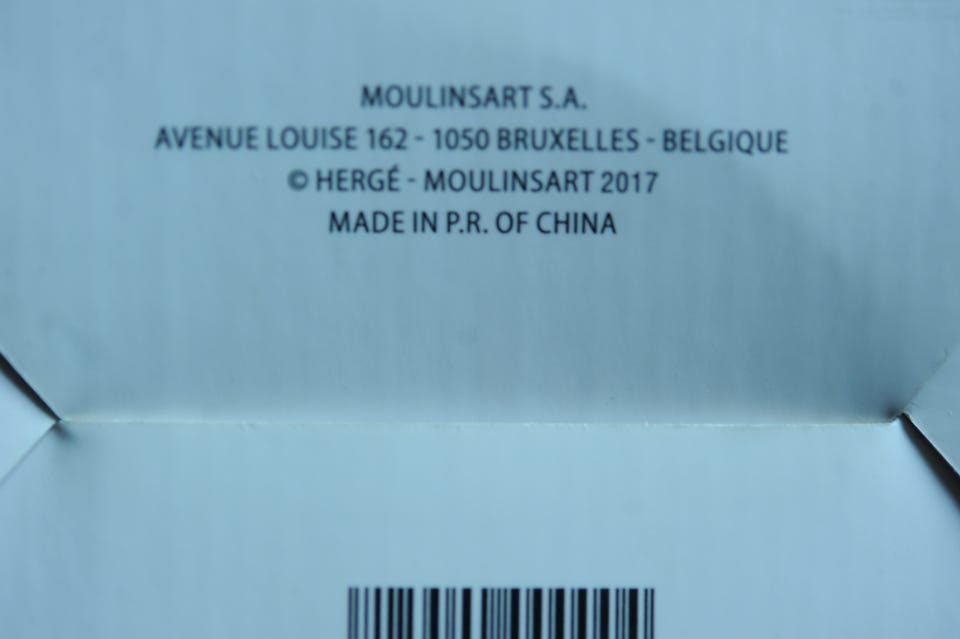 MOULINSART S.A.
AVENUE LOUISE 162 - 1050 BRUXELLES - BELGIQUE
© HERGÉ - MOULINSART 2017
MADE IN P.R. OF CHINA